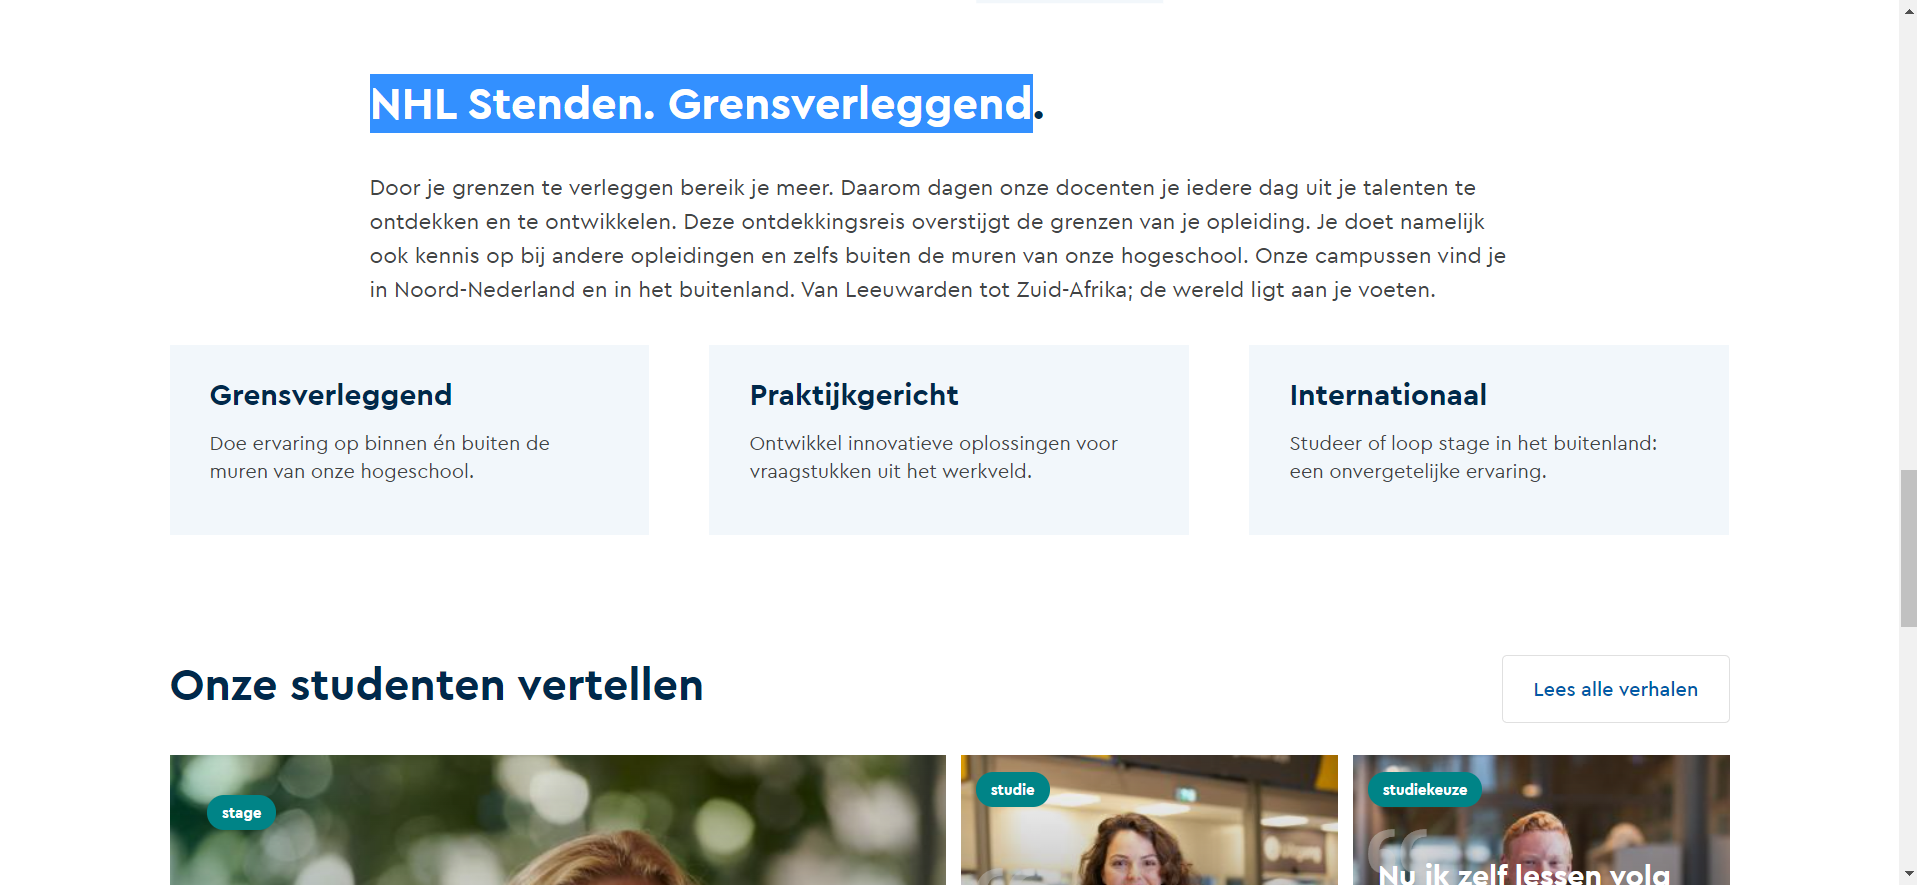 NHL Stenden. Grensverleggend.
Door je grenzen te verleggen bereik je meer. Daarom dagen onze docenten je iedere dag uit je talenten te
ontdekken en te ontwikkelen. Deze ontdekkingsreis overstijgt de grenzen van je opleiding. Je doet namelijk
ook kennis op bij andere opleidingen en zelfs buiten de muren van onze hogeschool. Onze campussen vind je
in Noord-Nederland en in het buitenland. Van Leeuwarden tot Zuid-Afrika; de wereld ligt aan je voeten.
Grensverleggend
Doe ervaring op binnen én buiten de
muren van onze hogeschool.
Praktijkgericht
Ontwikkel innovatieve oplossingen voor
vraagstukken uit het werkveld.
Internationaal
Studeer of loop stage in het buitenland:
een onvergetelijke ervaring.
Onze studenten vertellen
Lees alle verhalen
stage
studie
studiekeuze
Nu ik zelf lessen volg